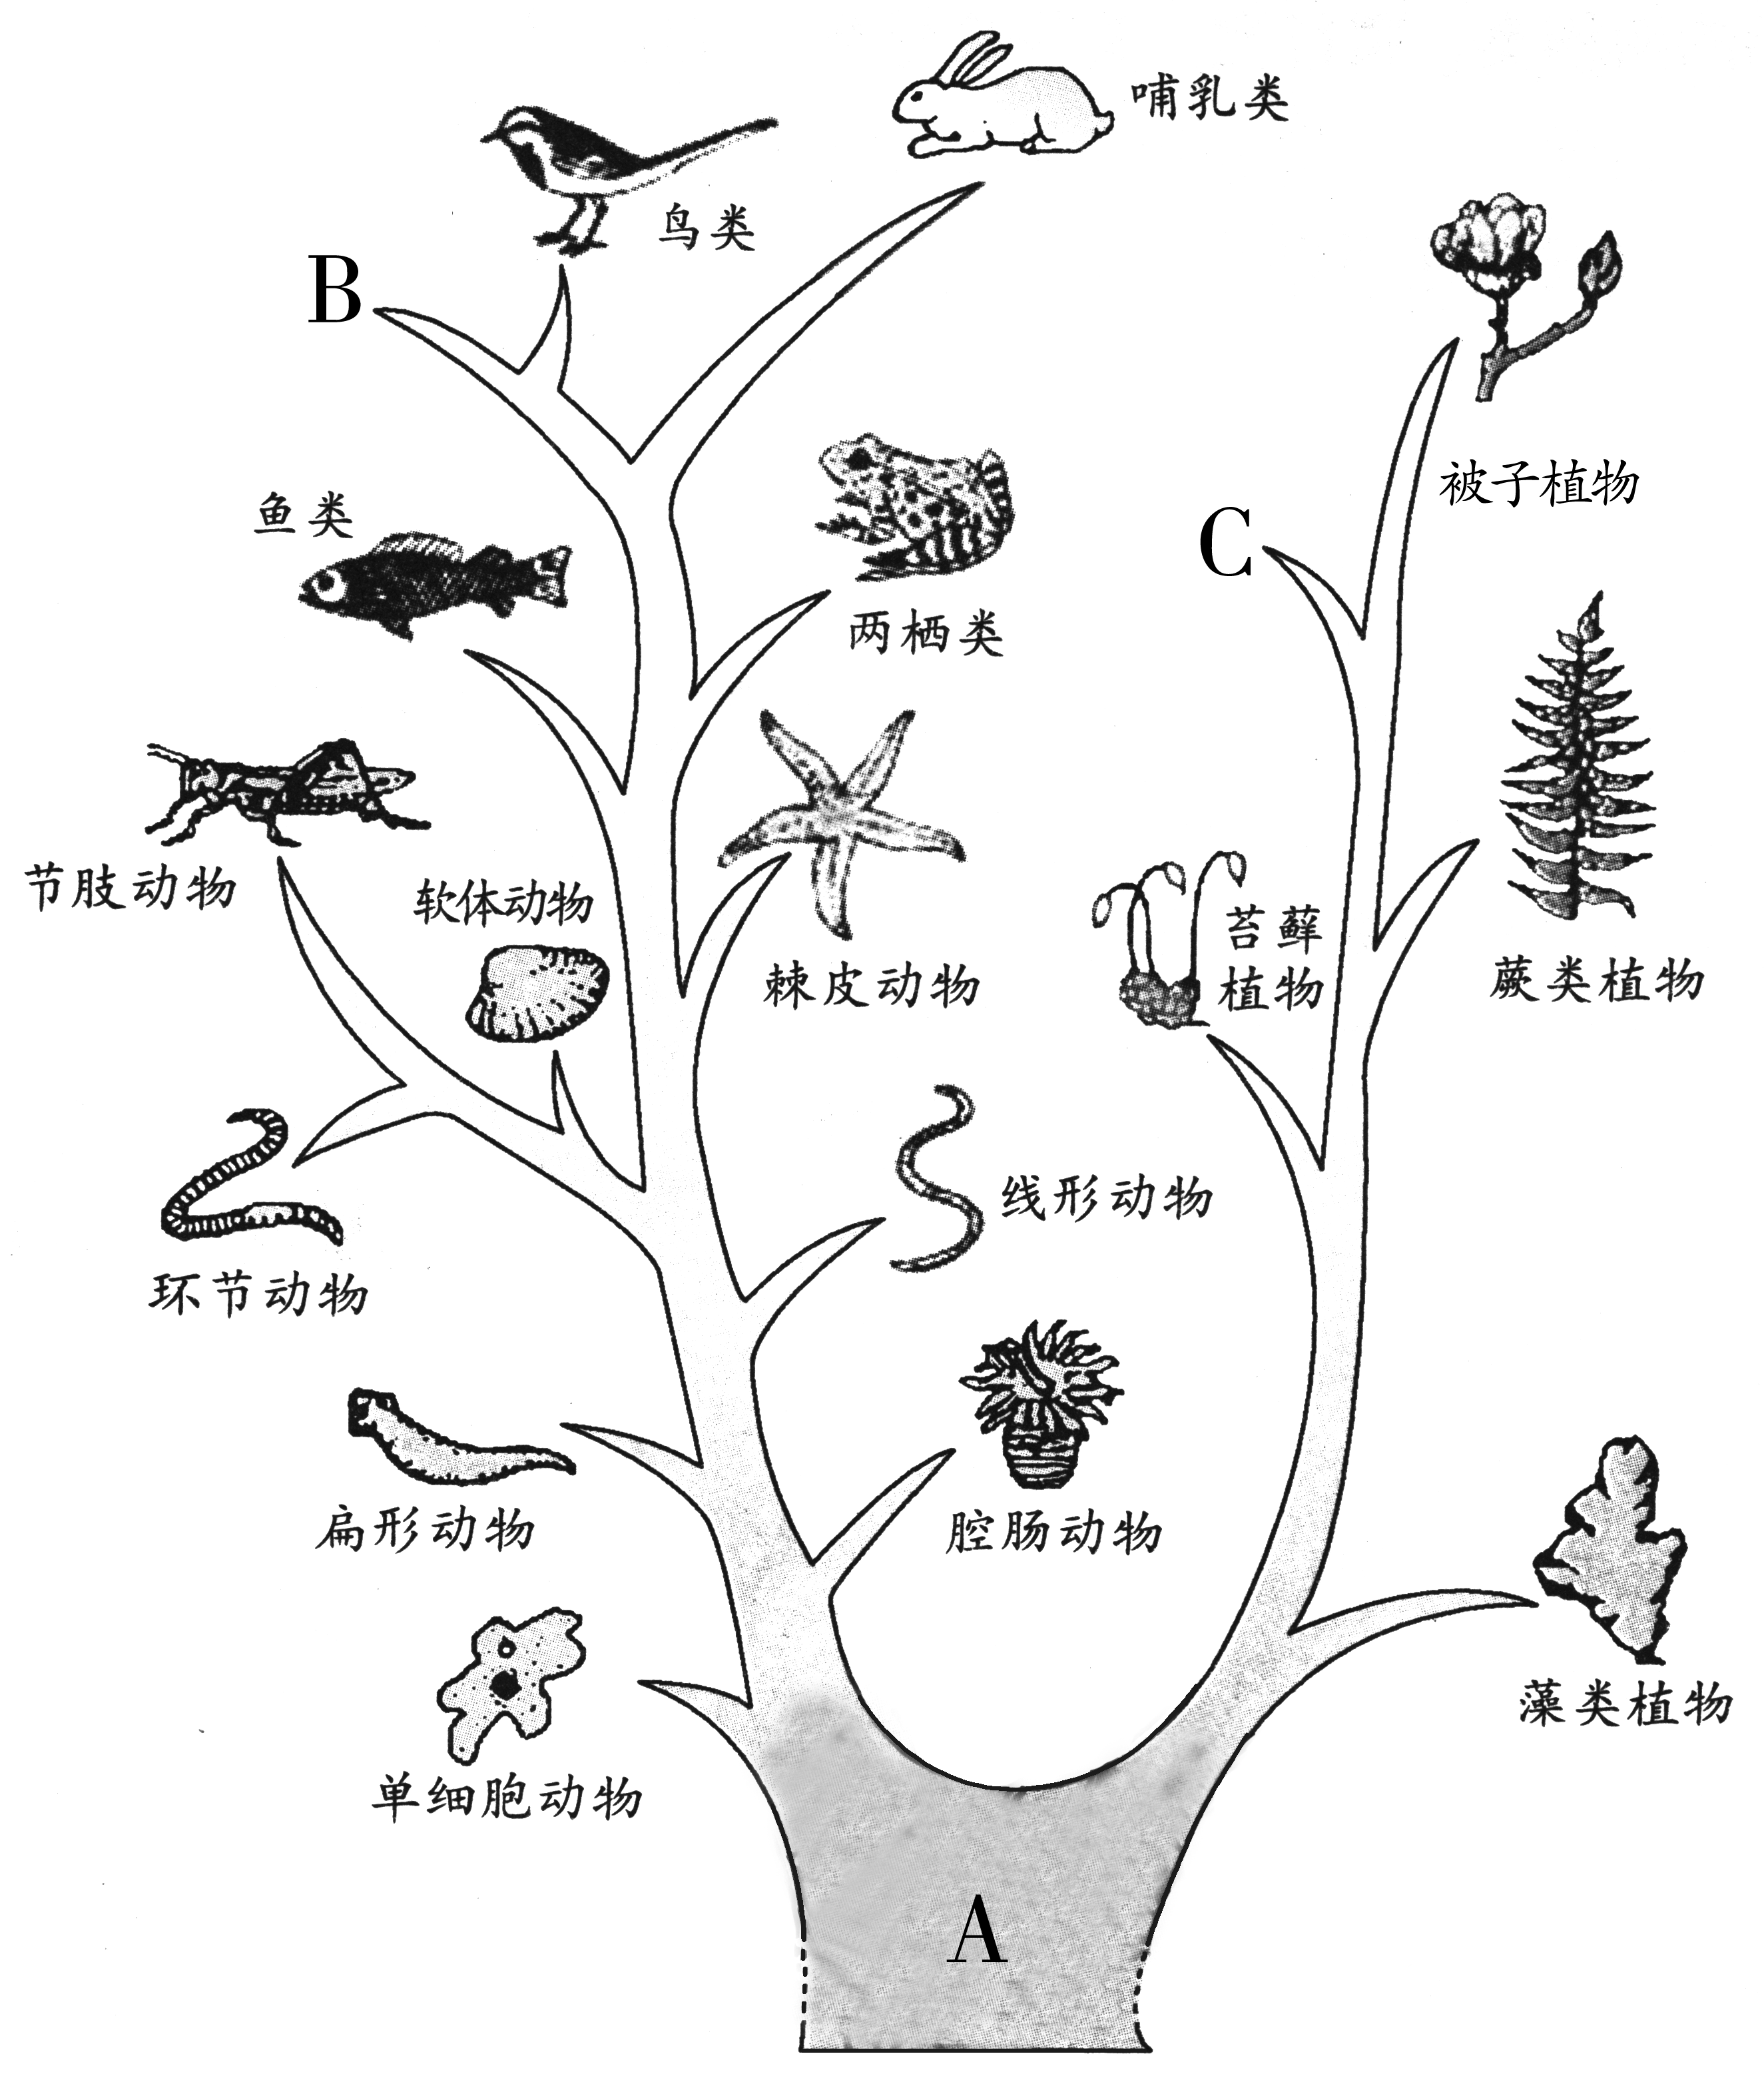 哺乳类
鸟类
B
被子植物
鱼类
C
两栖类
节肢动物
软体动物
苔藓
植物
棘皮动物
蕨类植物
线形动物
环节动物
扁形动物
腔肠动物
藻类植物
单细胞动物
A